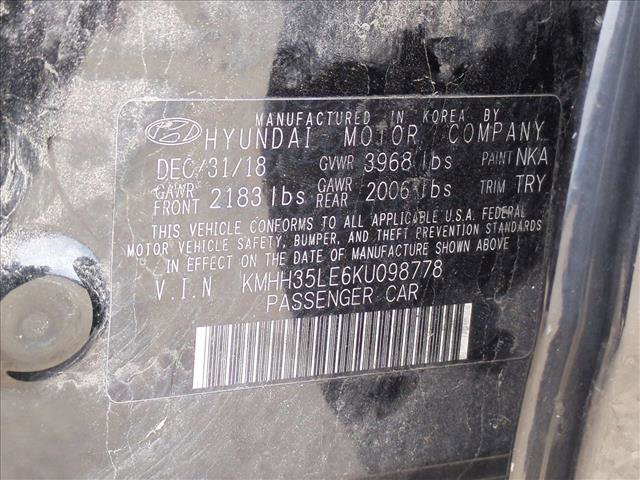 MANUFACTURED IN KOREA BY
HYUNDAI MOTOR COMPANY
DEC/31/18 GVWR 3968 lbs PAINT NKA
GAWR FRONT 2183 lbs GAWR REAR 2006 lbs TRIM TRY
THIS VEHICLE CONFORMS TO ALL APPLICABLE U.S.A. FEDERAL
MOTOR VEHICLE SAFETY, BUMPER, AND THEFT PREVENTION STANDARDS
IN EFFECT ON THE DATE OF MANUFACTURE SHOWN ABOVE
V.I.N KMHH35LE6KU098778
PASSENGER CAR